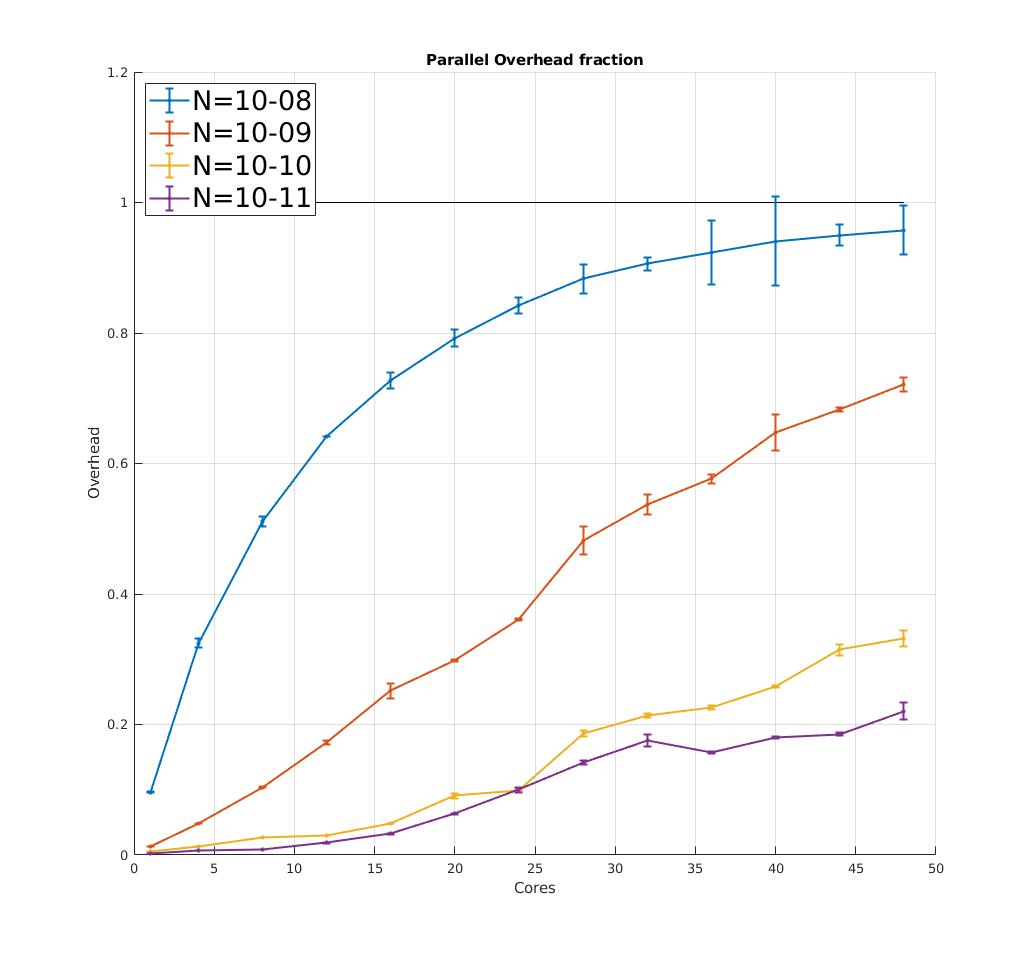 Parallel Overhead fraction
1.2
1
0.8
0.6
0.4
0.2
0
Overhead
N=10-08
N=10-09
N=10-10
N=10-11
0 5 10 15 20 25 30 35 40 45 50
Cores